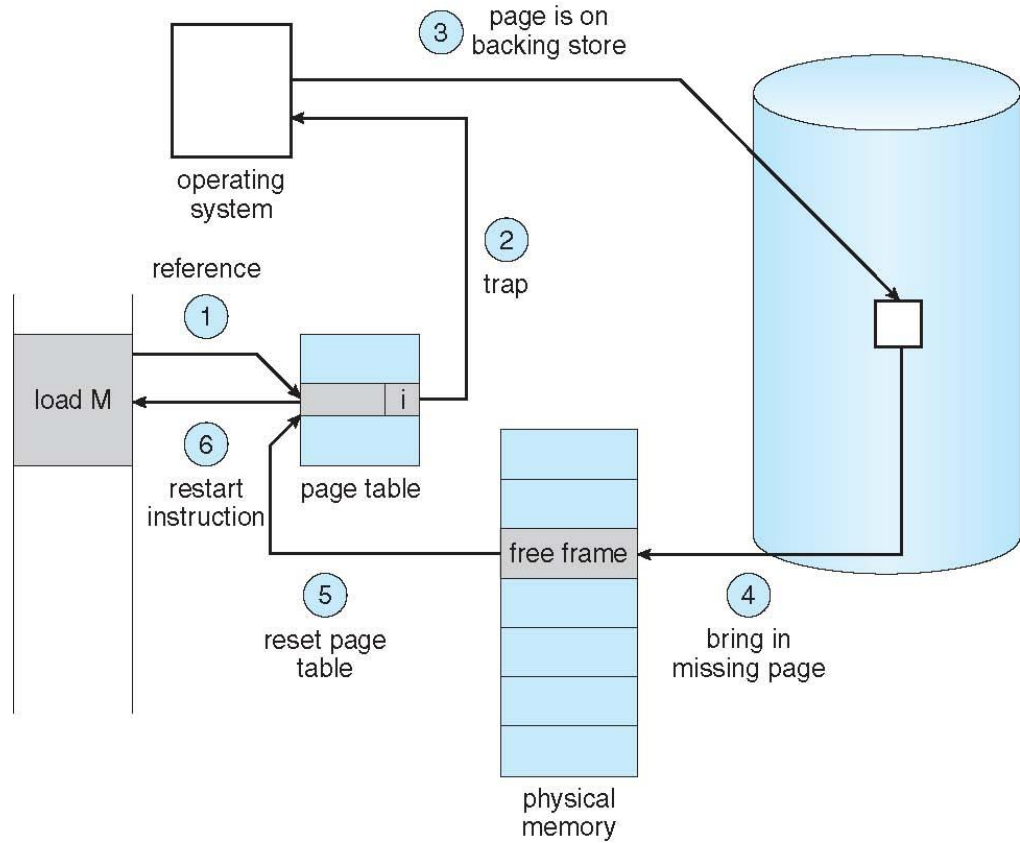 3
page is on
backing store
operating
system
2
trap
reference
1
load M
i
6
restart
instruction
page table
free frame
5
reset page
table
4
bring in
missing page
physical
memory